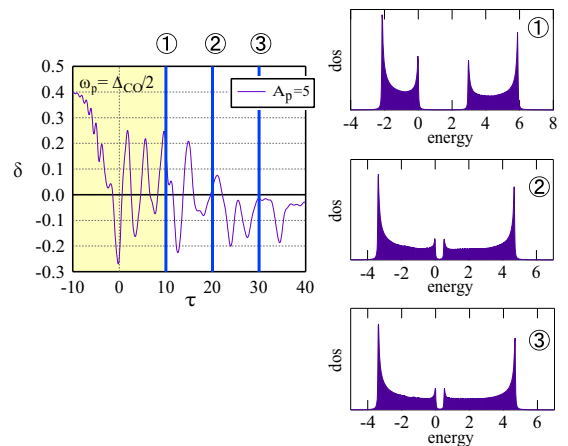 ① ② ③
ωp = ΔCO/2
Ap=5
0.5
0.4
0.3
0.2
0.1
0.0
-0.1
-0.2
-0.3
δ
-10 0 10 20 30 40
τ
①
dos
-4 -2 0 2 4 6 8
energy
②
dos
-4 -2 0 2 4 6
energy
③
dos
-4 -2 0 2 4 6
energy